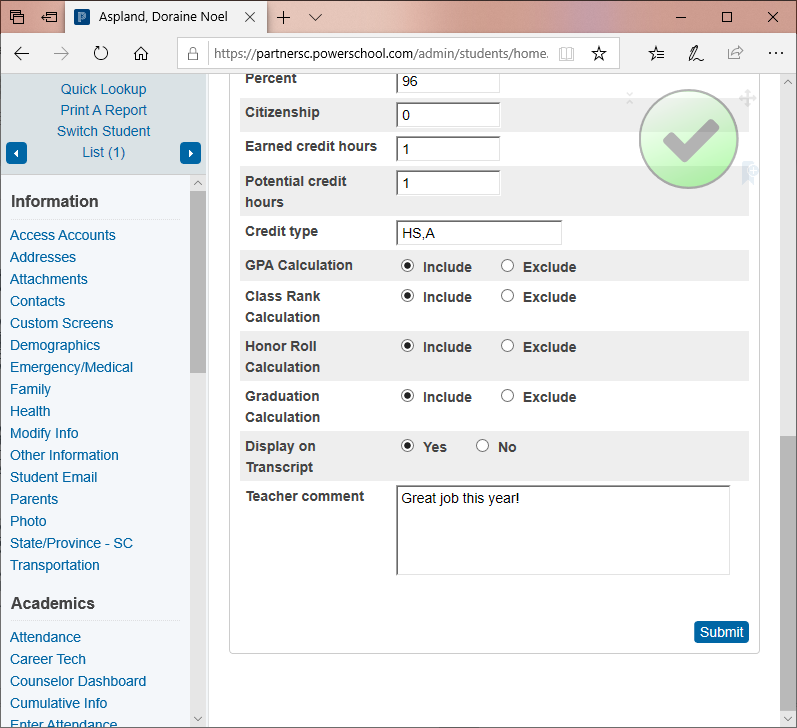 Aspland, Doraine Noel
https://partnersc.powerschool.com/admin/students/home.
Quick Lookup
Print A Report
Switch Student
List (1)
Information
Access Accounts
Addresses
Attachments
Contacts
Custom Screens
Demographics
Emergency/Medical
Family
Health
Modify Info
Other Information
Student Email
Parents
Photo
State/Province - SC
Transportation
Academics
Attendance
Career Tech
Counselor Dashboard
Cumulative Info
Enter Attendance
Percent 96
Citizenship 0
Earned credit hours 1
Potential credit
hours 1
Credit type HS,A
GPA Calculation Include Exclude
Class Rank
Calculation Include Exclude
Honor Roll
Calculation Include Exclude
Graduation
Calculation Include Exclude
Display on
Transcript Yes No
Teacher comment Great job this year!
Submit